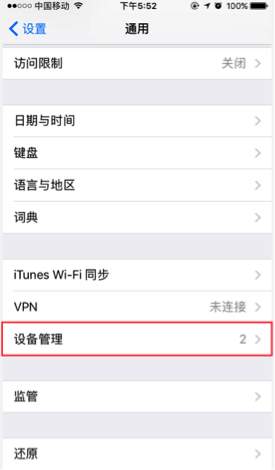 中国移动 下午5:52 100%
设置 通用
访问限制 关闭
日期与时间
键盘
语言与地区
词典
iTunes Wi-Fi 同步
VPN 未连接
设备管理 2
监管
还原